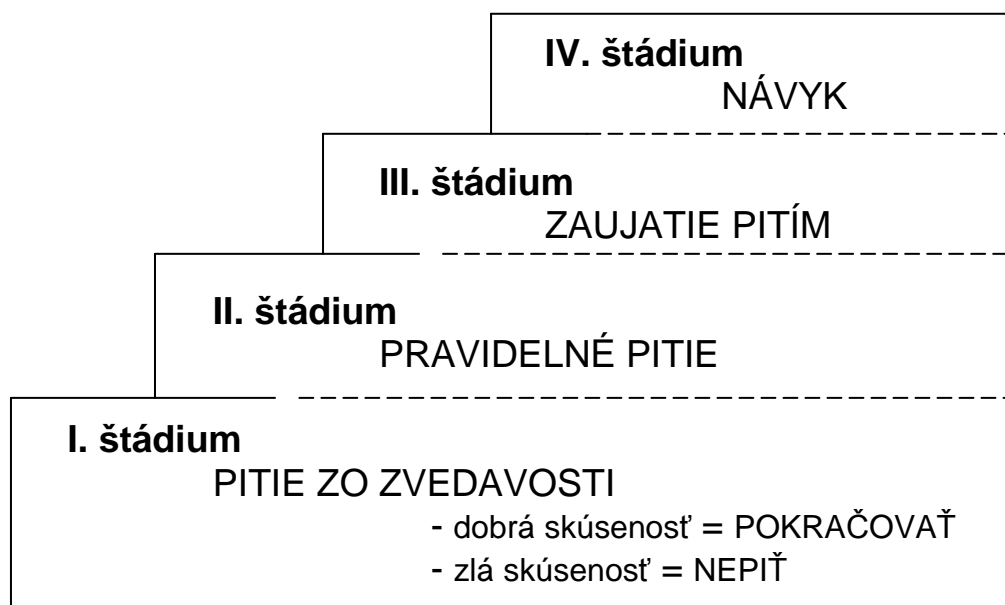 IV. štádium
NÁVYK
III. štádium
ZAUJATIE PITÍM
II. štádium
PRAVIDELNÉ PITIE
I. štádium
PITIE ZO ZVEDAVOSTI
- dobrá skúsenosť = POKRAČOVAŤ
- zlá skúsenosť = NEPIŤ